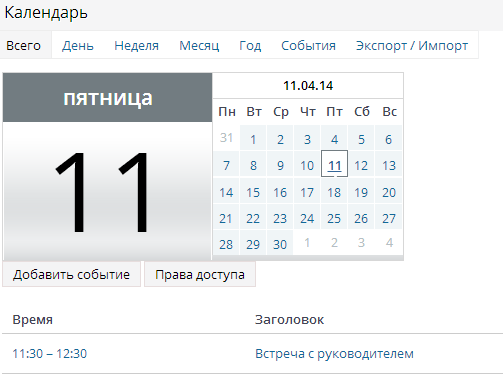 Календарь
Всего День Неделя Месяц Год События Экспорт / Импорт
пятница
11
11.04.14
Пн Вт Ср Чт Пт Сб Вс
31 1 2 3 4 5 6
7 8 9 10 11 12 13
14 15 16 17 18 19 20
21 22 23 24 25 26 27
28 29 30 1 2 3 4
Добавить событие Права доступа
Время Заголовок
11:30 – 12:30 Встреча с руководителем